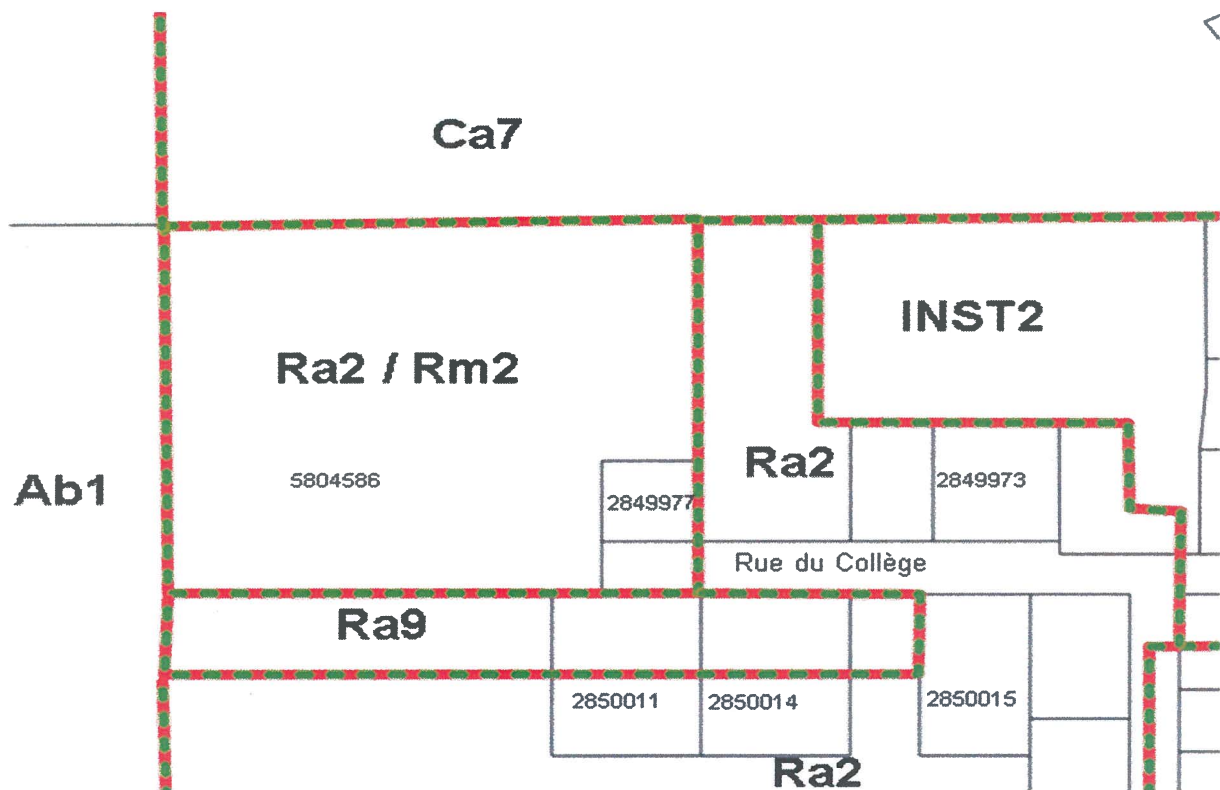 Ca7
INST2
Ra2 / Rm2
Ra2
Ab1
5804586
2849977
2849973
Rue du Collège
Ra9
2850011
2850014
2850015
Ra2